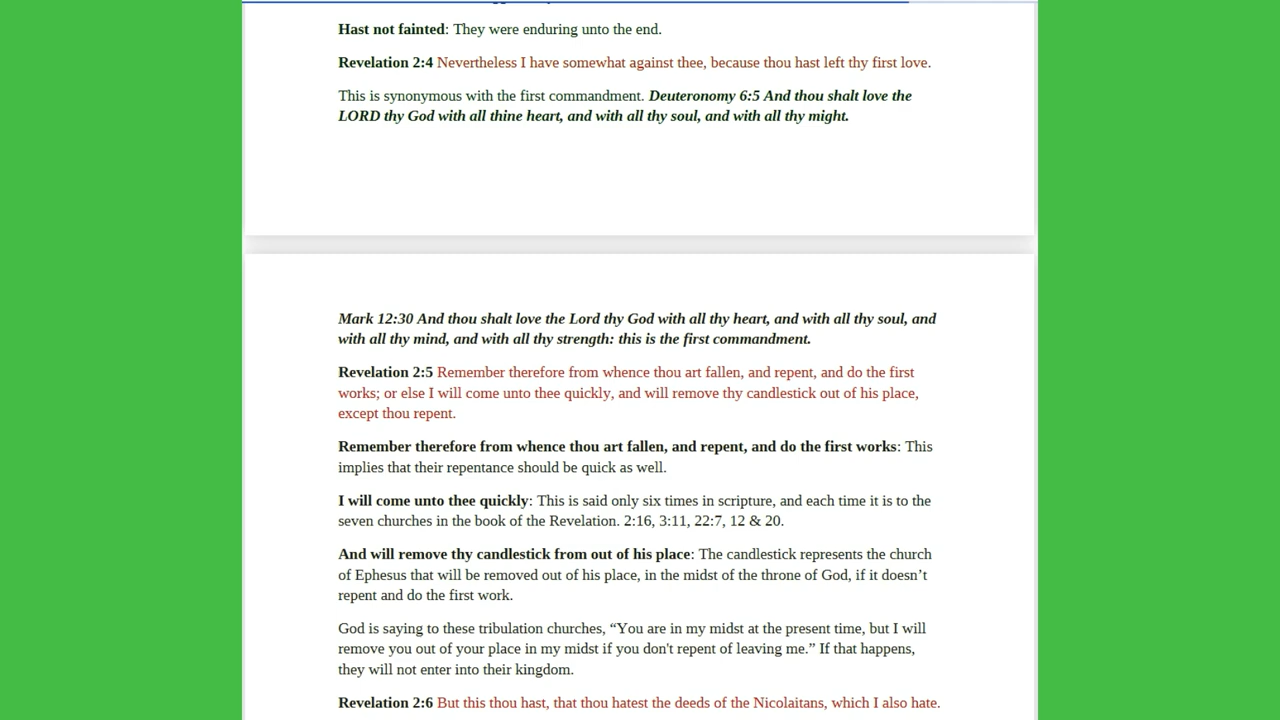 Hast not fainted: They were enduring unto the end.
Revelation 2:4 Nevertheless I have somewhat against thee, because thou hast left thy first love.
This is synonymous with the first commandment. Deuteronomy 6:5 And thou shalt love the
LORD thy God with all thine heart, and with all thy soul, and with all thy might.
Mark 12:30 And thou shalt love the Lord thy God with all thy heart, and with all thy soul, and
with all thy mind, and with all thy strength: this is the first commandment.
Revelation 2:5 Remember therefore from whence thou art fallen, and repent, and do the first
works; or else I will come unto thee quickly, and will remove thy candlestick out of his place,
except thou repent.
Remember therefore from whence thou art fallen, and repent, and do the first works: This
implies that their repentance should be quick as well.
I will come unto thee quickly: This is said only six times in scripture, and each time it is to the
seven churches in the book of the Revelation. 2:16, 3:11, 22:7, 12 & 20.
And will remove thy candlestick from out of his place: The candlestick represents the church
of Ephesus that will be removed out of his place, in the midst of the throne of God, if it doesn’t
repent and do the first work.
God is saying to these tribulation churches, “You are in my midst at the present time, but I will
remove you out of your place in my midst if you don't repent of leaving me.” If that happens,
they will not enter into their kingdom.
Revelation 2:6 But this thou hast, that thou hatest the deeds of the Nicolaitans, which I also hate.